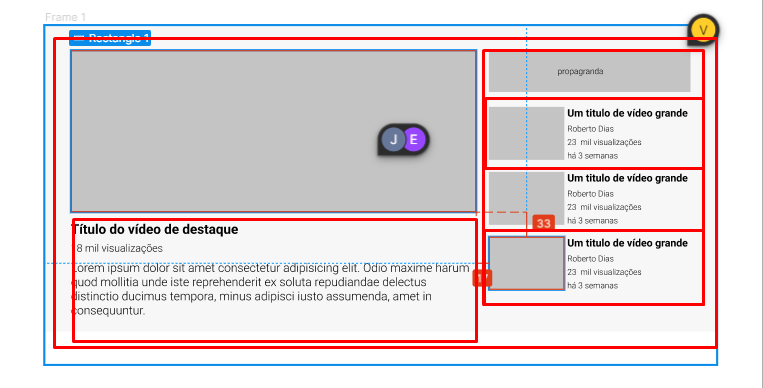 Frame 1
Rectangle 1
V
propagranda
J E
Um titulo de vídeo grande
Roberto Dias
23 mil visualizações
há 3 semanas
Um titulo de vídeo grande
Roberto Dias
23 mil visualizações
há 3 semanas
33
Um titulo de vídeo grande
Roberto Dias
23 mil visualizações
há 3 semanas
17
Título do vídeo de destaque
8 mil visualizações
Lorem ipsum dolor sit amet consectetur adipisicing elit. Odio maxime harum
quod mollitia unde iste reprehenderit ex soluta repudiandae delectus
distinctio ducimus tempora, minus adipisci iusto assumenda, amet in
consequuntur.